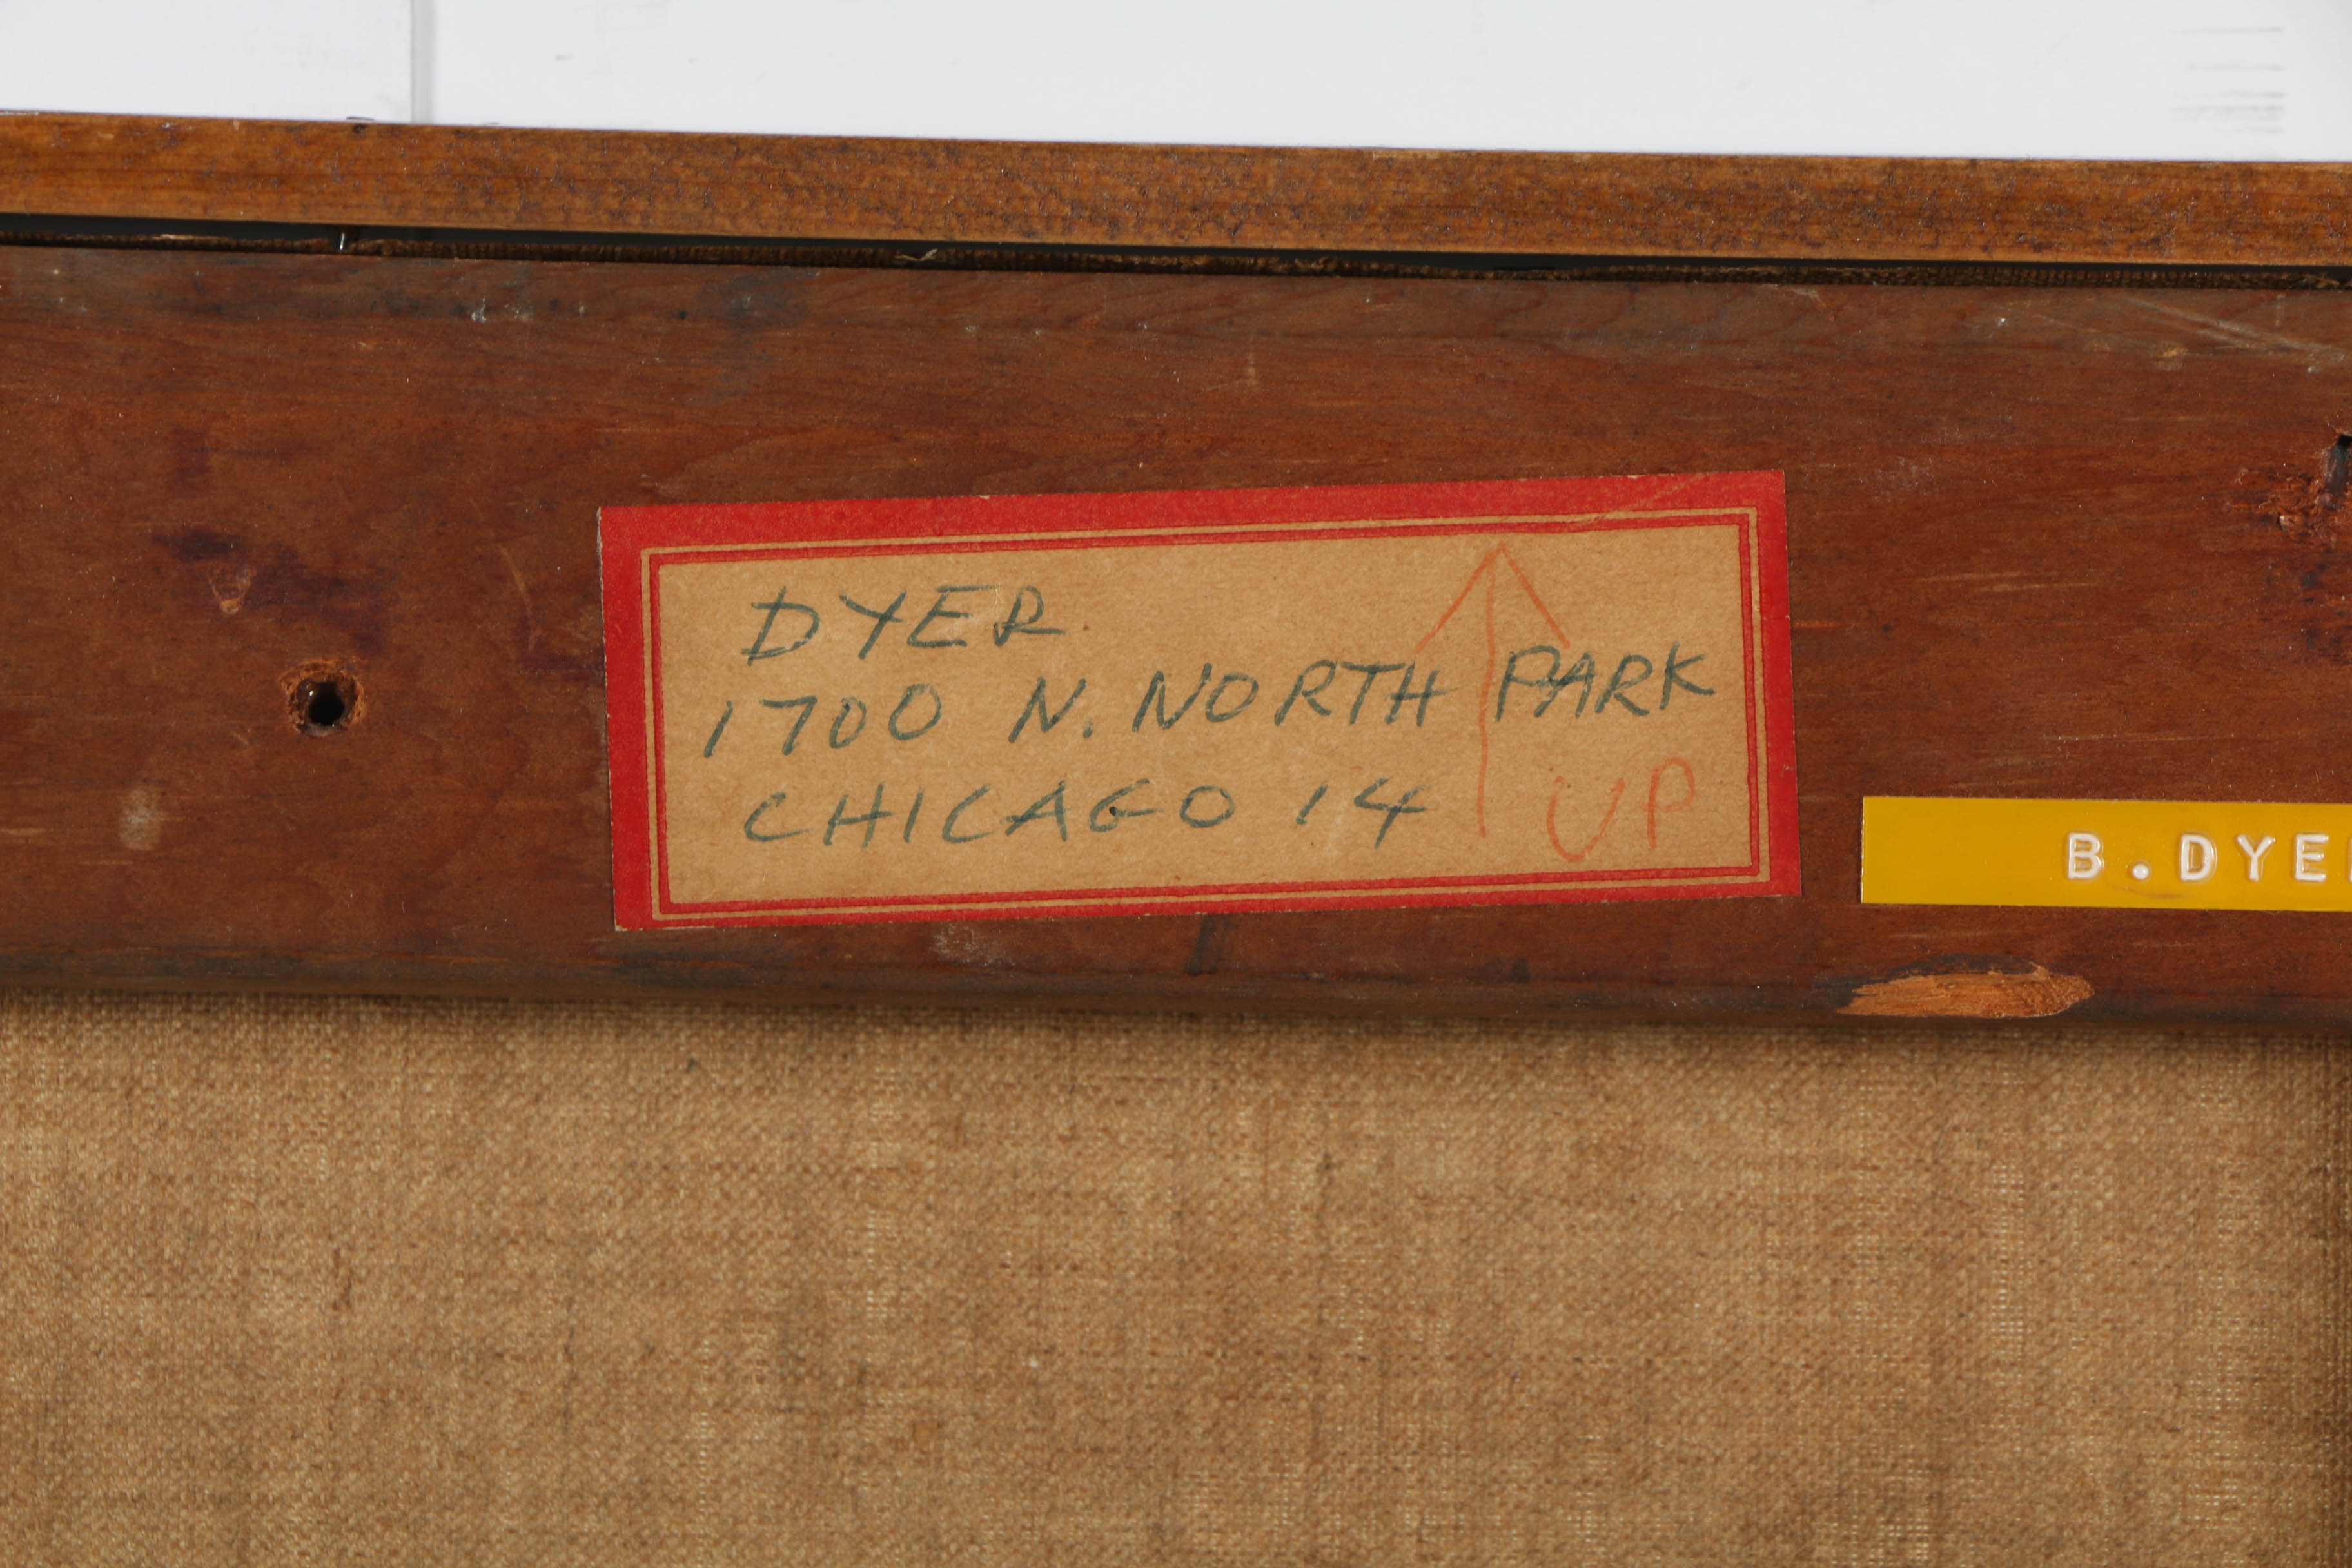 DYER
1700 N. NORTH PARK
CHICAGO 14
UP
B.DYE